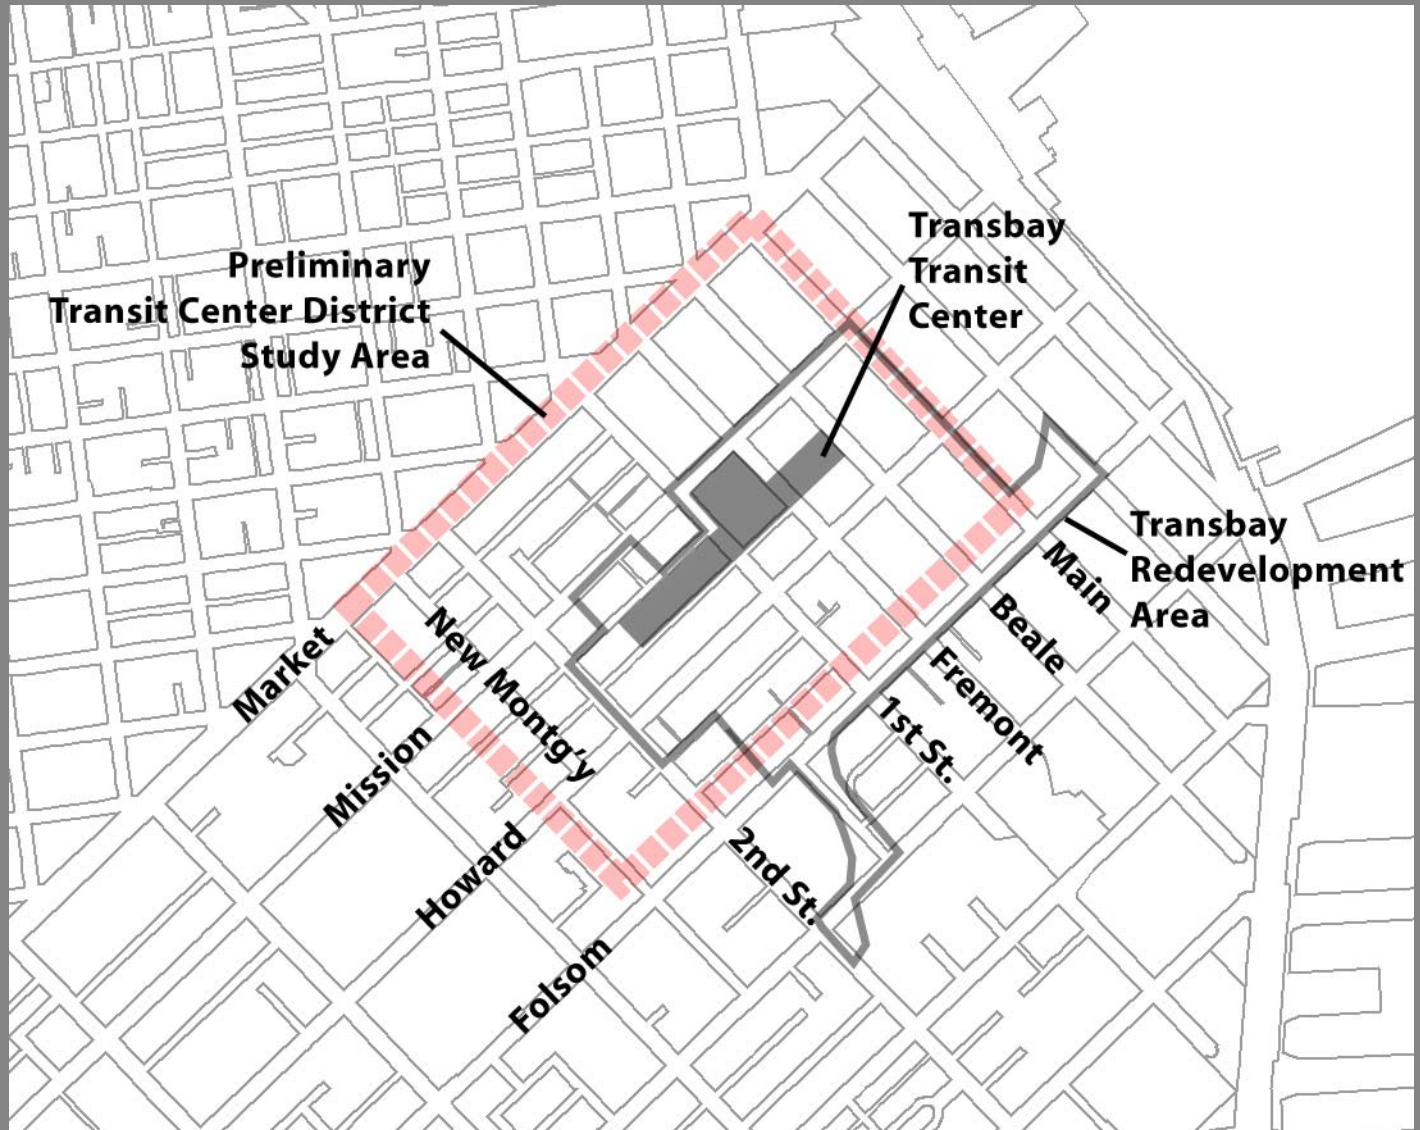 Transbay
Transit
Center
Preliminary
Transit Center District
Study Area
Transbay
Redevelopment
Area
Main
Beale
Fremont
1st St.
2nd St.
New Montg'y
Market
Mission
Howard
Folsom